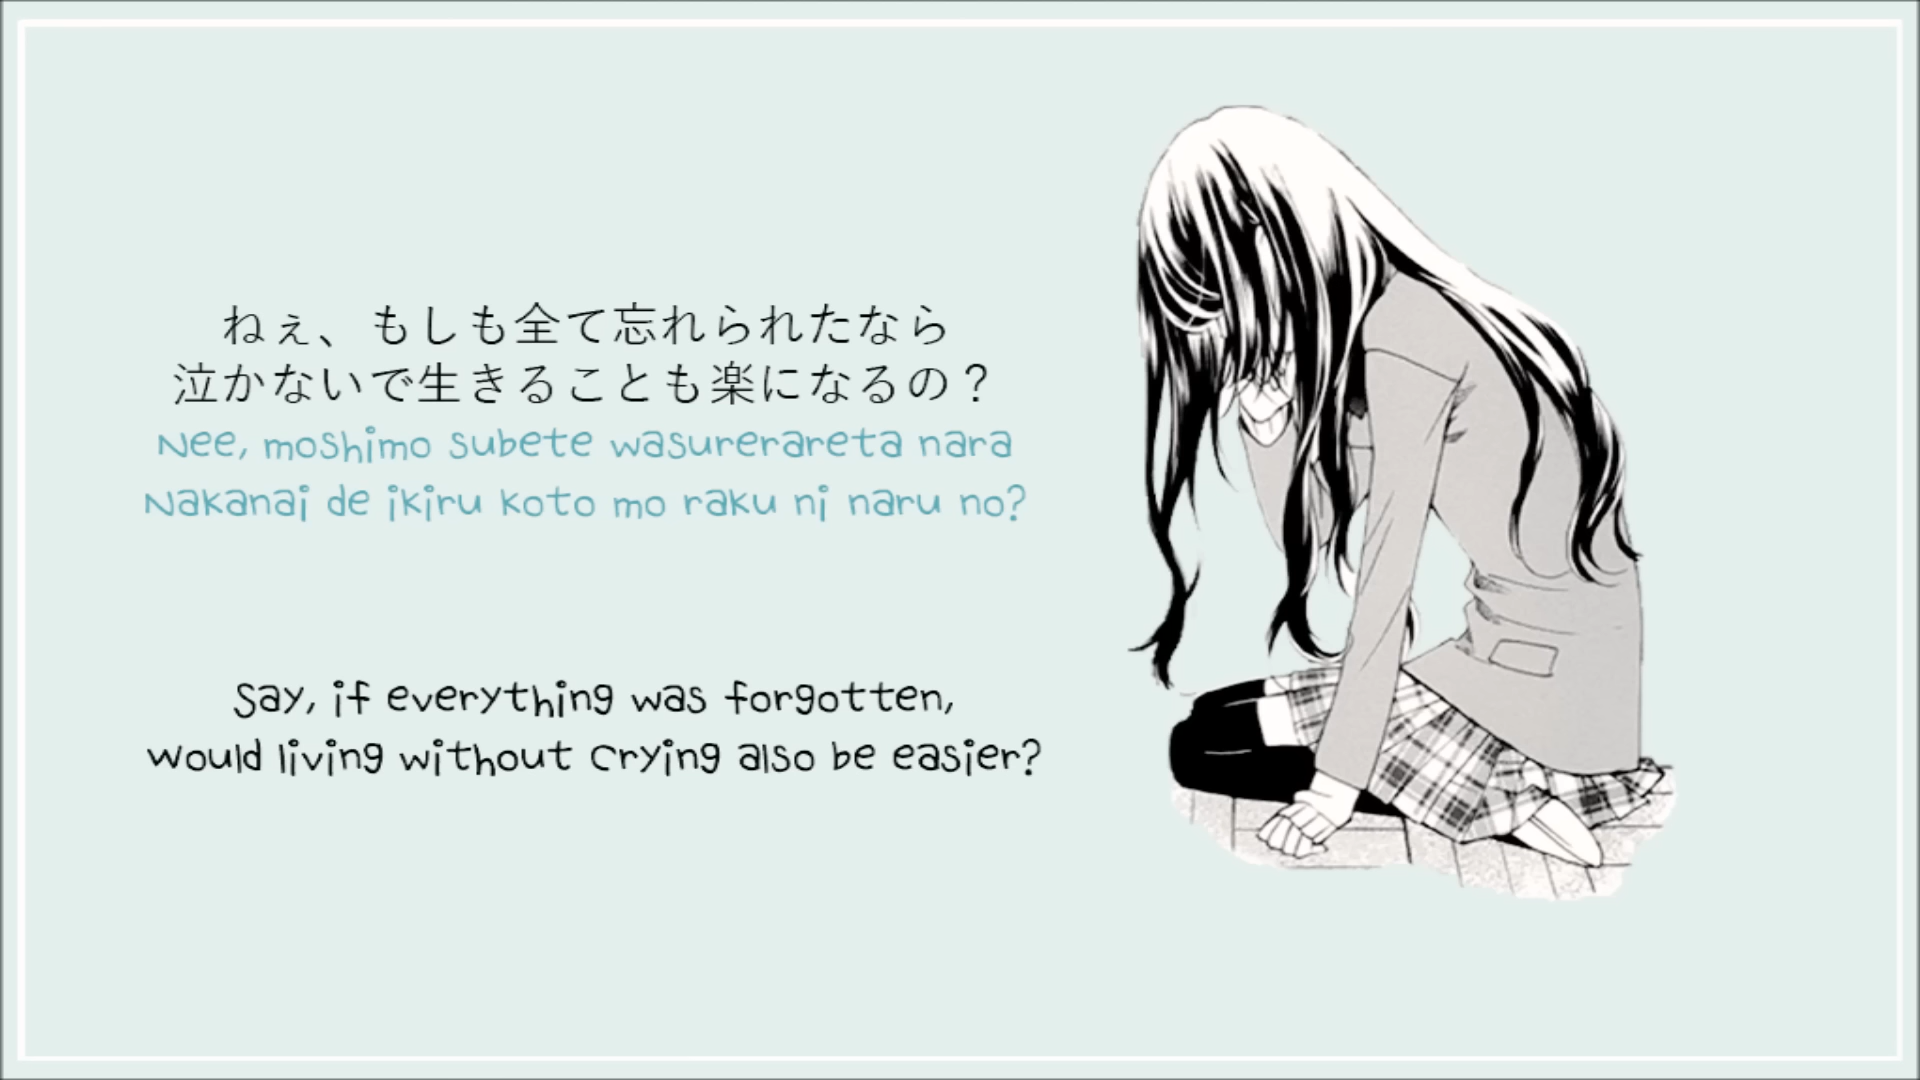 ねぇ、もしも全て忘れられたなら
泣かないで生きることも楽になるの？
Nee, moshimo subete wasurerareta nara
Nakanai de ikiru koto mo raku ni naru no?
Say, if everything was forgotten,
would living without crying also be easier?